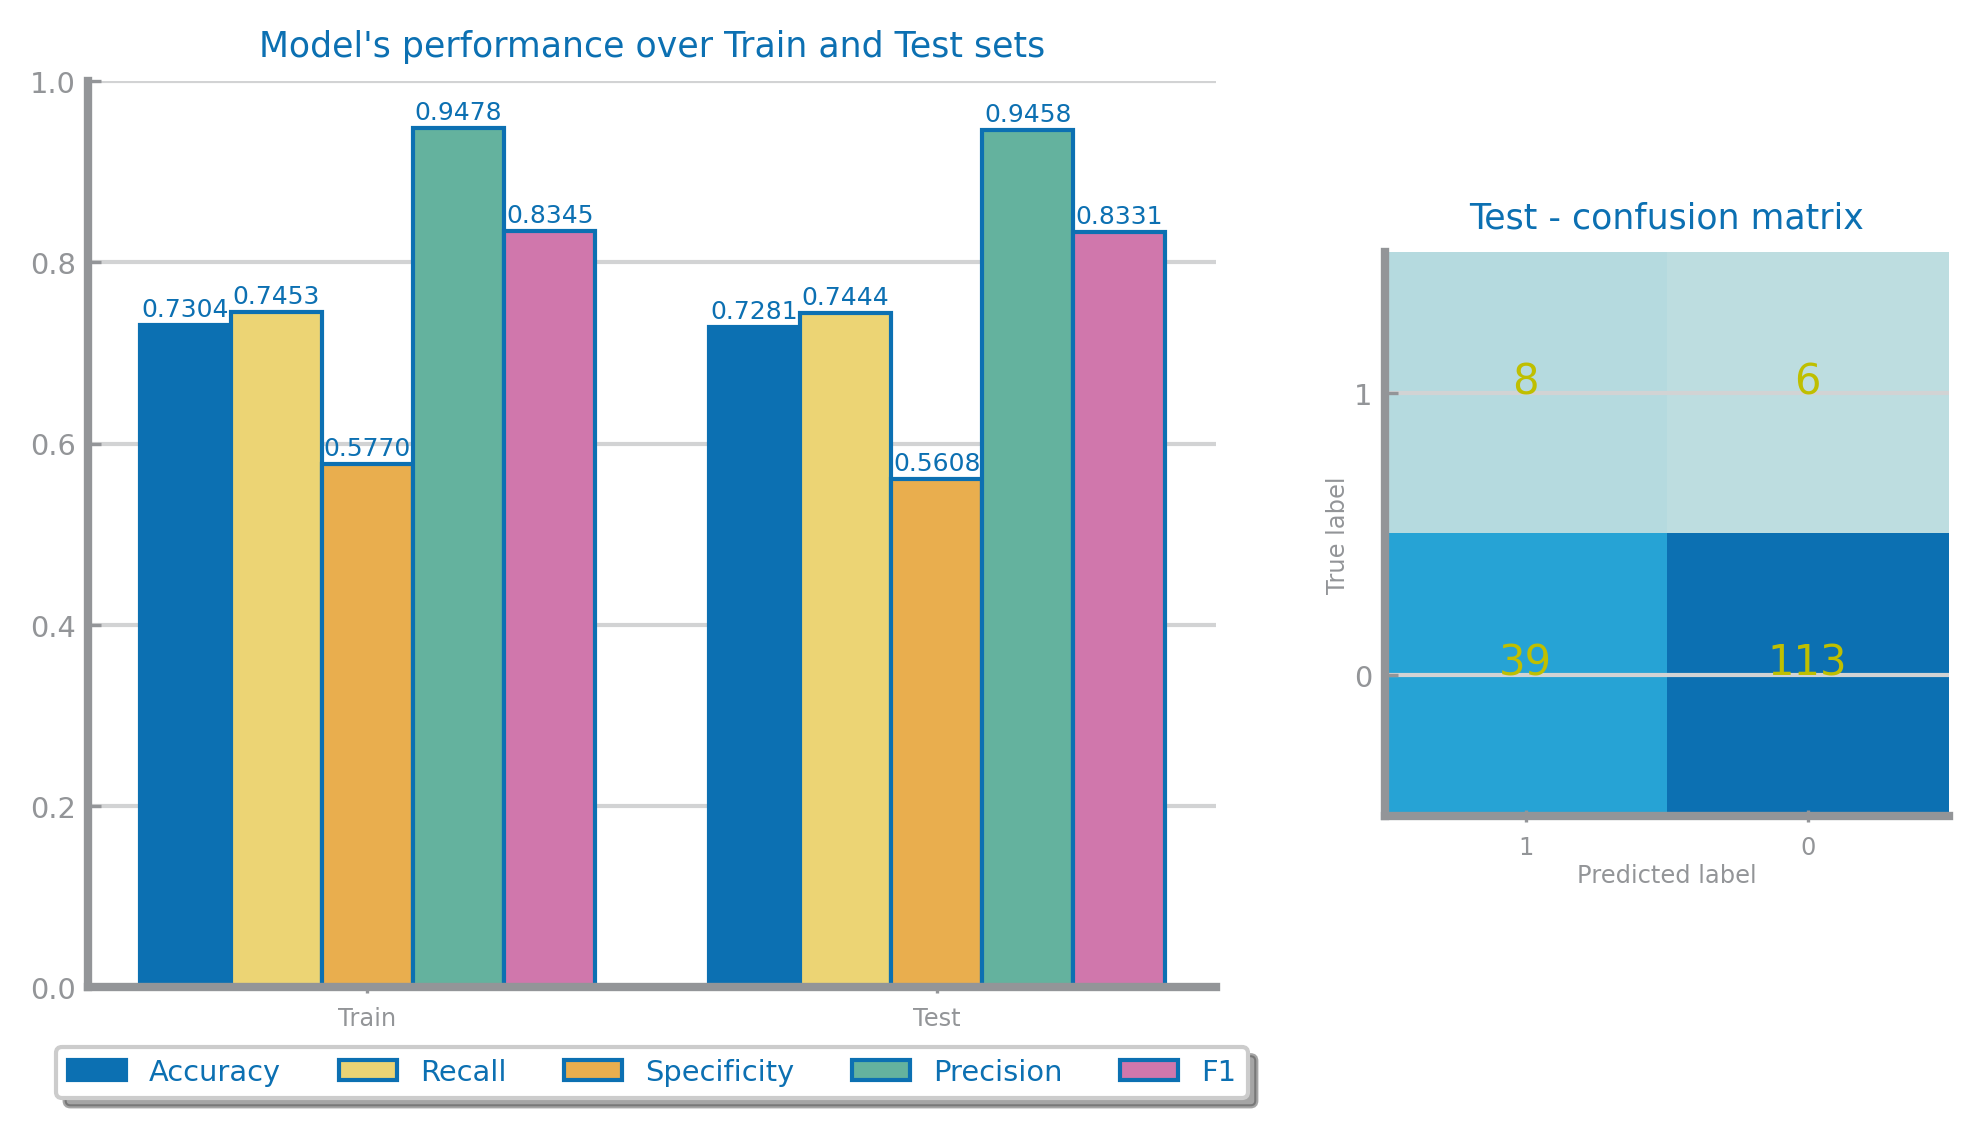 Model's performance over Train and Test sets
1.0
0.8
0.6
0.4
0.2
0.0
0.7304
0.7453
0.5770
0.9478
0.8345
0.7281
0.7444
0.5608
0.9458
0.8331
Train
Test
Accuracy
Recall
Specificity
Precision
F1
Test - confusion matrix
True label
1
0
8
6
39
113
1
0
Predicted label